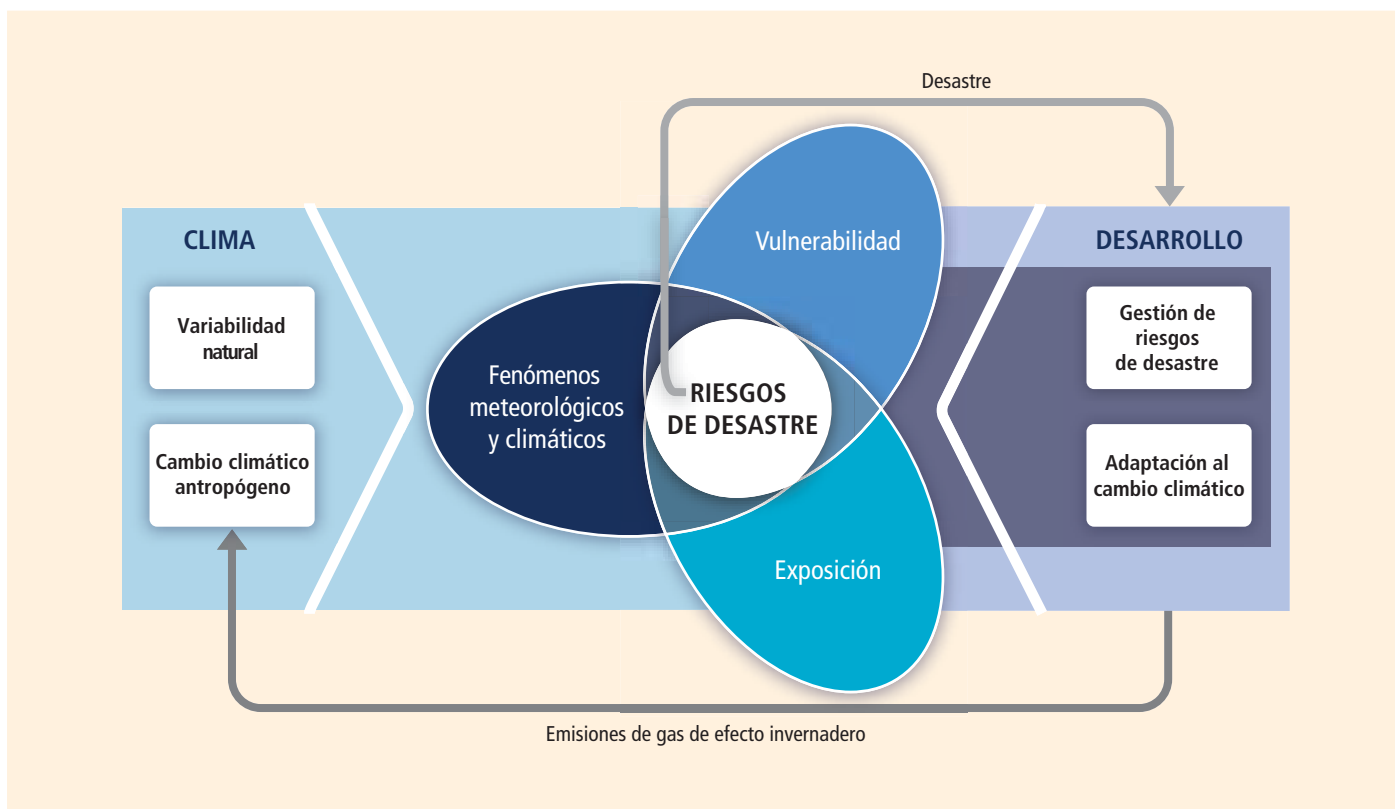 Desastre
CLIMA
Variabilidad
natural
Cambio climático
antropógeno
Fenómenos
meteorológicos
y climáticos
Vulnerabilidad
RIESGOS
DE DESASTRE
Exposición
DESARROLLO
Gestión de
riesgos
de desastre
Adaptación al
cambio climático
Emisiones de gas de efecto invernadero